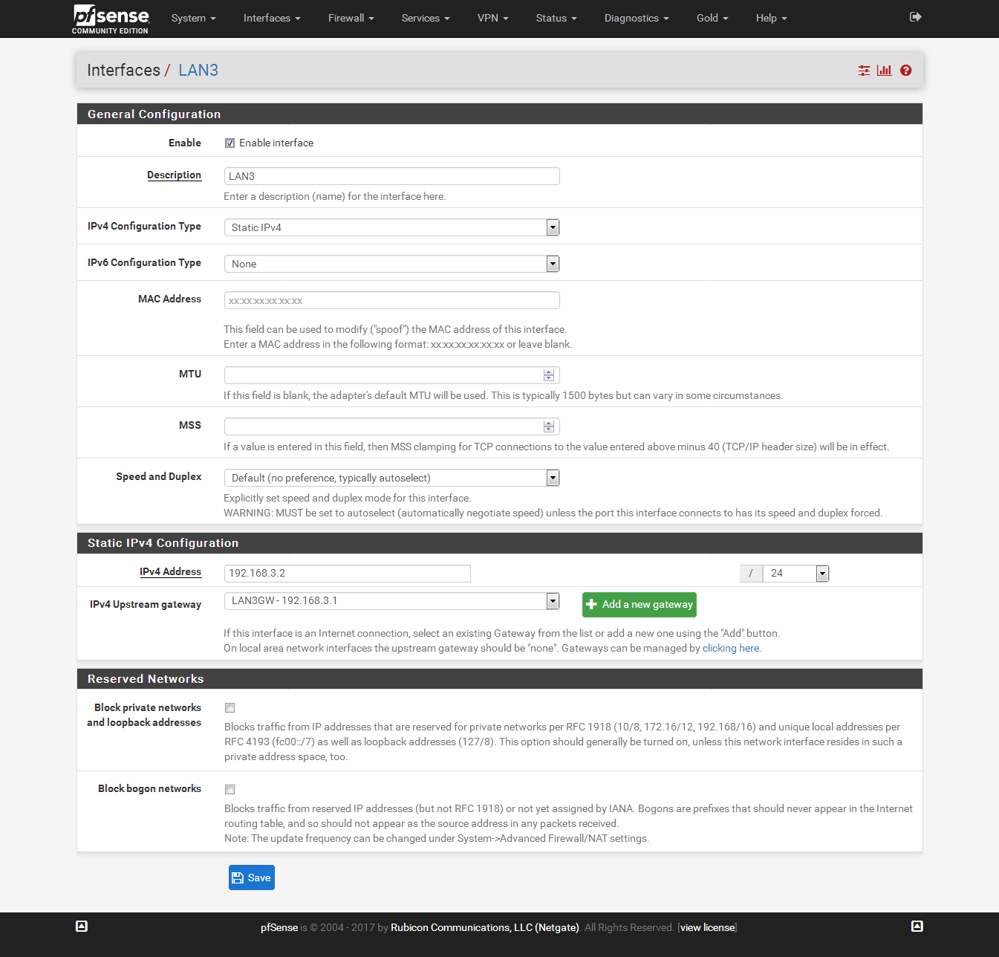 pfsense
COMMUNITY EDITION
System Interfaces Firewall Services VPN Status Diagnostics Gold Help
Interfaces / LAN3
General Configuration
Enable Enable interface
Description LAN3
Enter a description (name) for the interface here.
IPv4 Configuration Type Static IPv4
IPv6 Configuration Type None
MAC Address xx:xx:xx:xx:xx:xx
This field can be used to modify ("spoof") the MAC address of this interface.
Enter a MAC address in the following format: xx:xx:xx:xx:xx:xx or leave blank.
MTU
If this field is blank, the adapter's default MTU will be used. This is typically 1500 bytes but can vary in some circumstances.
MSS
If a value is entered in this field, then MSS clamping for TCP connections to the value entered above minus 40 (TCP/IP header size) will be in effect.
Speed and Duplex Default (no preference, typically autoselect)
Explicitly set speed and duplex mode for this interface.
WARNING: MUST be set to autoselect (automatically negotiate speed) unless the port this interface connects to has its speed and duplex forced.
Static IPv4 Configuration
IPv4 Address 192.168.3.2 / 24
IPv4 Upstream gateway LAN3GW - 192.168.3.1 Add a new gateway
If this interface is an Internet connection, select an existing Gateway from the list or add a new one using the "Add" button.
On local area network interfaces the upstream gateway should be "none". Gateways can be managed by clicking here.
Reserved Networks
Block private networks
and loopback addresses
Blocks traffic from IP addresses that are reserved for private networks per RFC 1918 (10/8, 172.16/12, 192.168/16) and unique local addresses per
RFC 4193 (fc00::/7) as well as loopback addresses (127/8). This option should generally be turned on, unless this network interface resides in such a
private address space, too.
Block bogon networks
Blocks traffic from reserved IP addresses (but not RFC 1918) or not yet assigned by IANA. Bogons are prefixes that should never appear in the Internet
routing table, and so should not appear as the source address in any packets received.
Note: The update frequency can be changed under System->Advanced Firewall/NAT settings.
Save
pfSense is © 2004 - 2017 by Rubicon Communications, LLC (Netgate). All Rights Reserved. [view license]